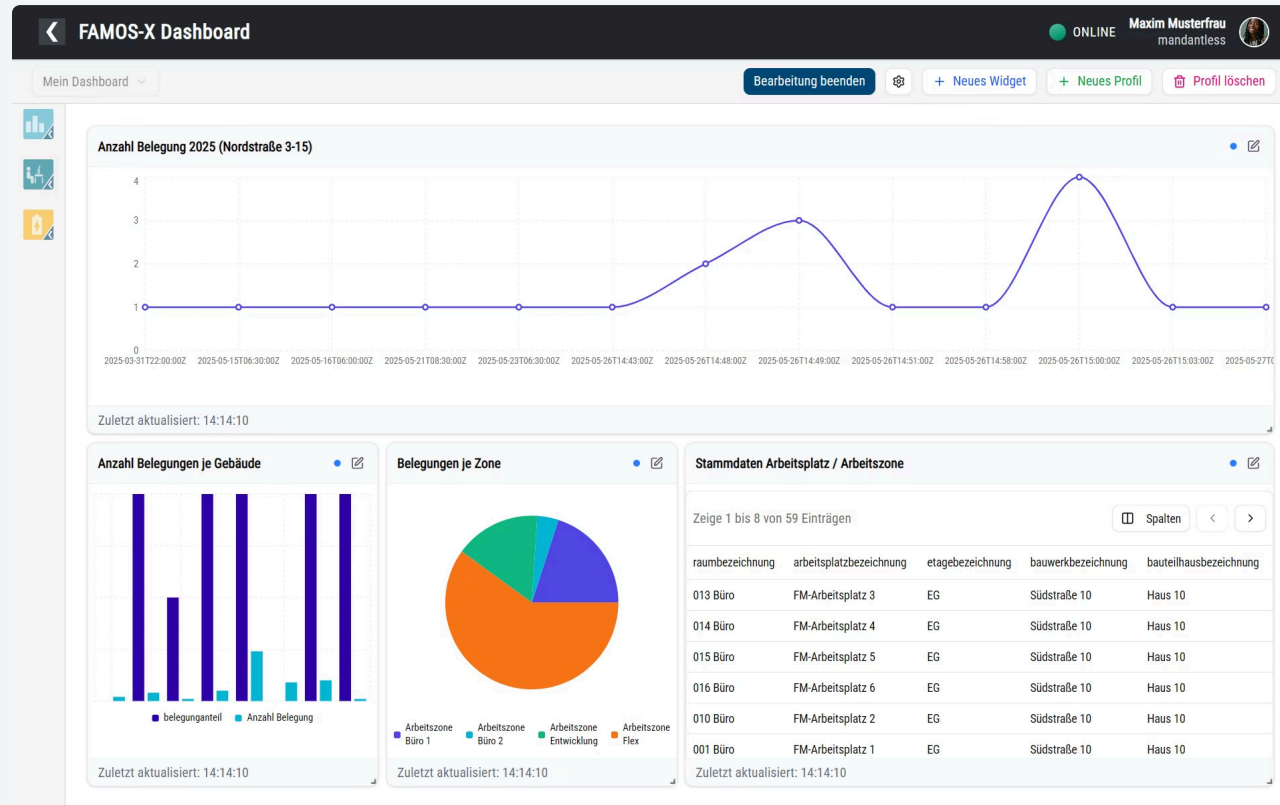 FAMOS-X Dashboard
ONLINE
Maxim Musterfrau
mandantless
Mein Dashboard
Bearbeitung beenden
+ Neues Widget
+ Neues Profil
Profil löschen
Anzahl Belegung 2025 (Nordstraße 3-15)
4
3
2
1
0
2025-03-31T22:00:00Z 2025-05-15T06:30:00Z 2025-05-16T06:00:00Z 2025-05-21T08:30:00Z 2025-05-23T06:30:00Z 2025-05-26T14:43:00Z 2025-05-26T14:48:00Z 2025-05-26T14:49:00Z 2025-05-26T14:51:00Z 2025-05-26T14:58:00Z 2025-05-26T15:00:00Z 2025-05-26T15:03:00Z 2025-05-27T0
Zuletzt aktualisiert: 14:14:10
Anzahl Belegungen je Gebäude
belegunganteil Anzahl Belegung
Zuletzt aktualisiert: 14:14:10
Belegungen je Zone
Arbeitszone Büro 1
Arbeitszone Büro 2
Arbeitszone Entwicklung
Arbeitszone Flex
Zuletzt aktualisiert: 14:14:10
Stammdaten Arbeitsplatz / Arbeitszone
Zeige 1 bis 8 von 59 Einträgen
Spalten
raumbezeichnung arbeitsplatzbezeichnung etagebezeichnung bauwerkbezeichnung bauteilhausbezeichnung
013 Büro FM-Arbeitsplatz 3 EG Südstraße 10 Haus 10
014 Büro FM-Arbeitsplatz 4 EG Südstraße 10 Haus 10
015 Büro FM-Arbeitsplatz 5 EG Südstraße 10 Haus 10
016 Büro FM-Arbeitsplatz 6 EG Südstraße 10 Haus 10
010 Büro FM-Arbeitsplatz 2 EG Südstraße 10 Haus 10
001 Büro FM-Arbeitsplatz 1 EG Südstraße 10 Haus 10
Zuletzt aktualisiert: 14:14:10